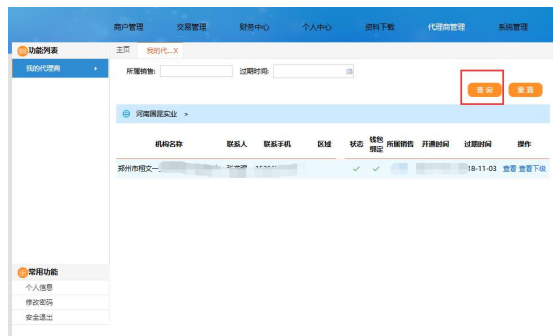 商户管理 交易管理 财务中心 个人中心 资料下载 代理商管理 系统管理
功能列表 主页 我的代...X
我的代理商
所属销售: 过期时间:
查询 重置
河南国昆实业 >
机构名称 联系人 联系手机 区域 状态 钱包绑定 所属销售 开通时间 过期时间 操作
郑州市栩文一 18-11-03 查看 查看下级
常用功能
个人信息
修改密码
安全退出